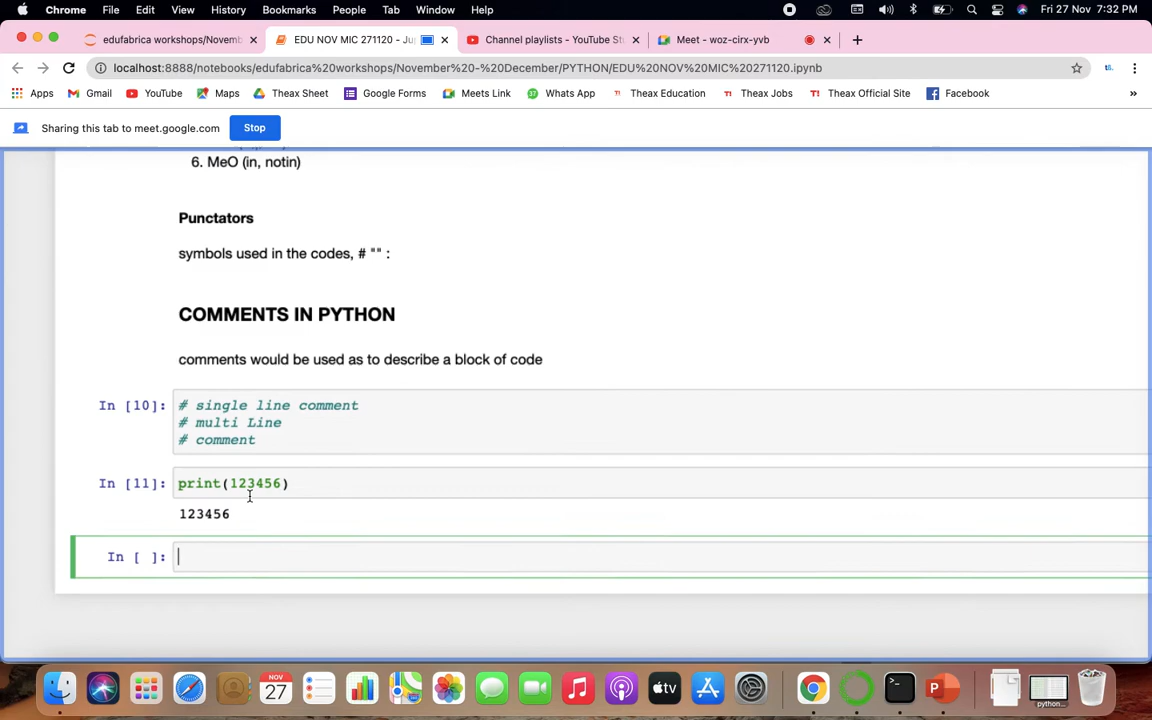 Chrome File Edit View History Bookmarks People Tab Window Help Fri 27 Nov 7:32 PM
edufabrica workshops/Novemb EDU NOV MIC 271120 - Ju Channel playlists - YouTube St Meet - woz-cirx-yvb
localhost:8888/notebooks/edufabrica%20workshops/November%20-%20December/PYTHON/EDU%20NOV%20MIC%20271120.ipynb
Apps Gmail YouTube Maps Theax Sheet Google Forms Meets Link Whats App Theax Education Theax Jobs Theax Official Site Facebook »
Sharing this tab to meet.google.com Stop
6. MeO (in, notin)
Punctators
symbols used in the codes, # "" :
COMMENTS IN PYTHON
comments would be used as to describe a block of code
In [10]: # single line comment
# multi Line
# comment
In [11]: print(123456)
123456
In [ ]:
NOV
27
tv
python...